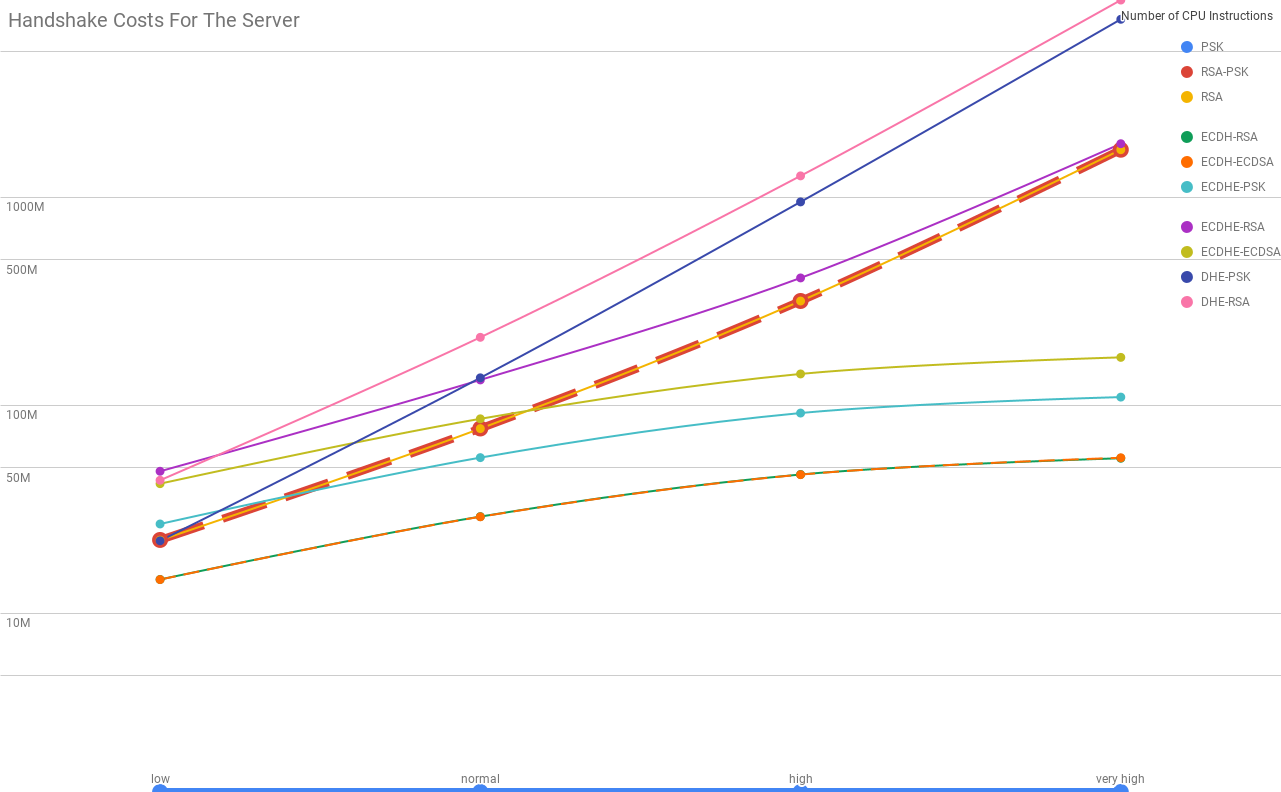 Handshake Costs For The Server
Number of CPU Instructions
PSK
RSA-PSK
RSA
ECDH-RSA
ECDH-ECDSA
ECDHE-PSK
ECDHE-RSA
ECDHE-ECDSA
DHE-PSK
DHE-RSA
1000M
500M
100M
50M
10M
low
normal
high
very high